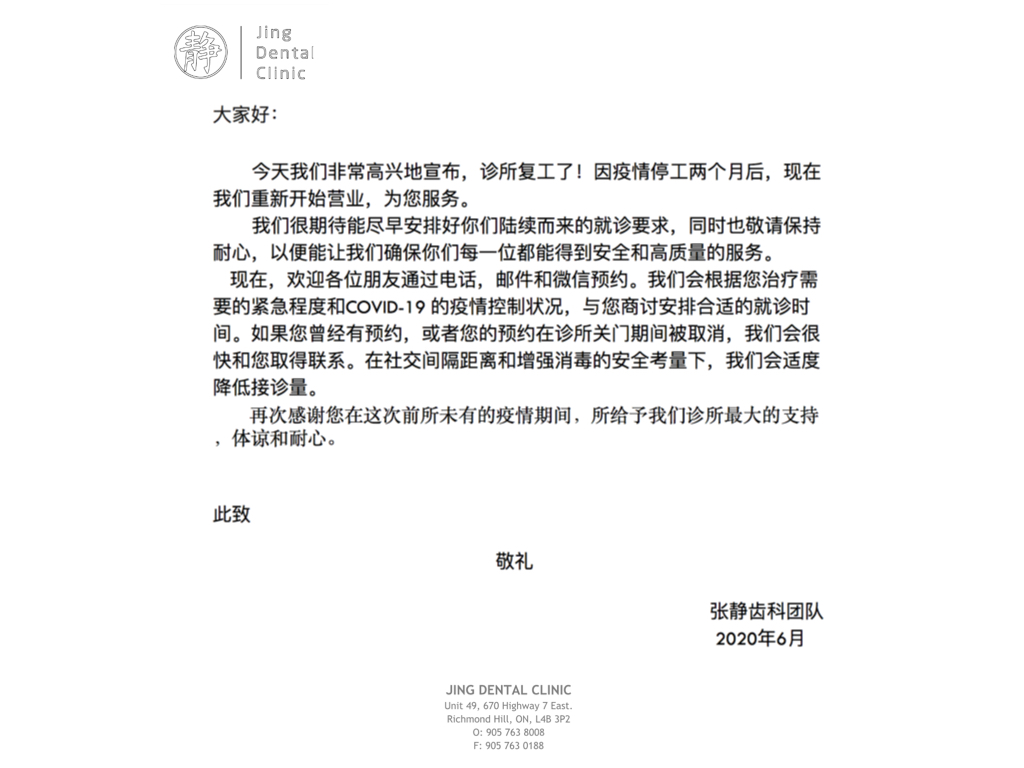 静
Jing
Dental
Clinic
大家好：
今天我们非常高兴地宣布，诊所复工了！因疫情停工两个月后，现在
我们重新开始营业，为您服务。
我们很期待能尽早安排好你们陆续而来的就诊要求，同时也敬请保持
耐心，以便能让我们确保你们每一位都能得到安全和高质量的服务。
现在，欢迎各位朋友通过电话，邮件和微信预约。我们会根据您治疗需
要的紧急程度和COVID-19 的疫情控制状况，与您商讨安排合适的就诊时
间。如果您曾经有预约，或者您的预约在诊所关门期间被取消，我们会很
快和您取得联系。在社交间隔距离和增强消毒的安全考量下，我们会适度
降低接诊量。
再次感谢您在这次前所未有的疫情期间，所给予我们诊所最大的支持
，体谅和耐心。
此致
敬礼
张静齿科团队
2020年6月
JING DENTAL CLINIC
Unit 49, 670 Highway 7 East.
Richmond Hill, ON, L4B 3P2
O: 905 763 8008
F: 905 763 0188